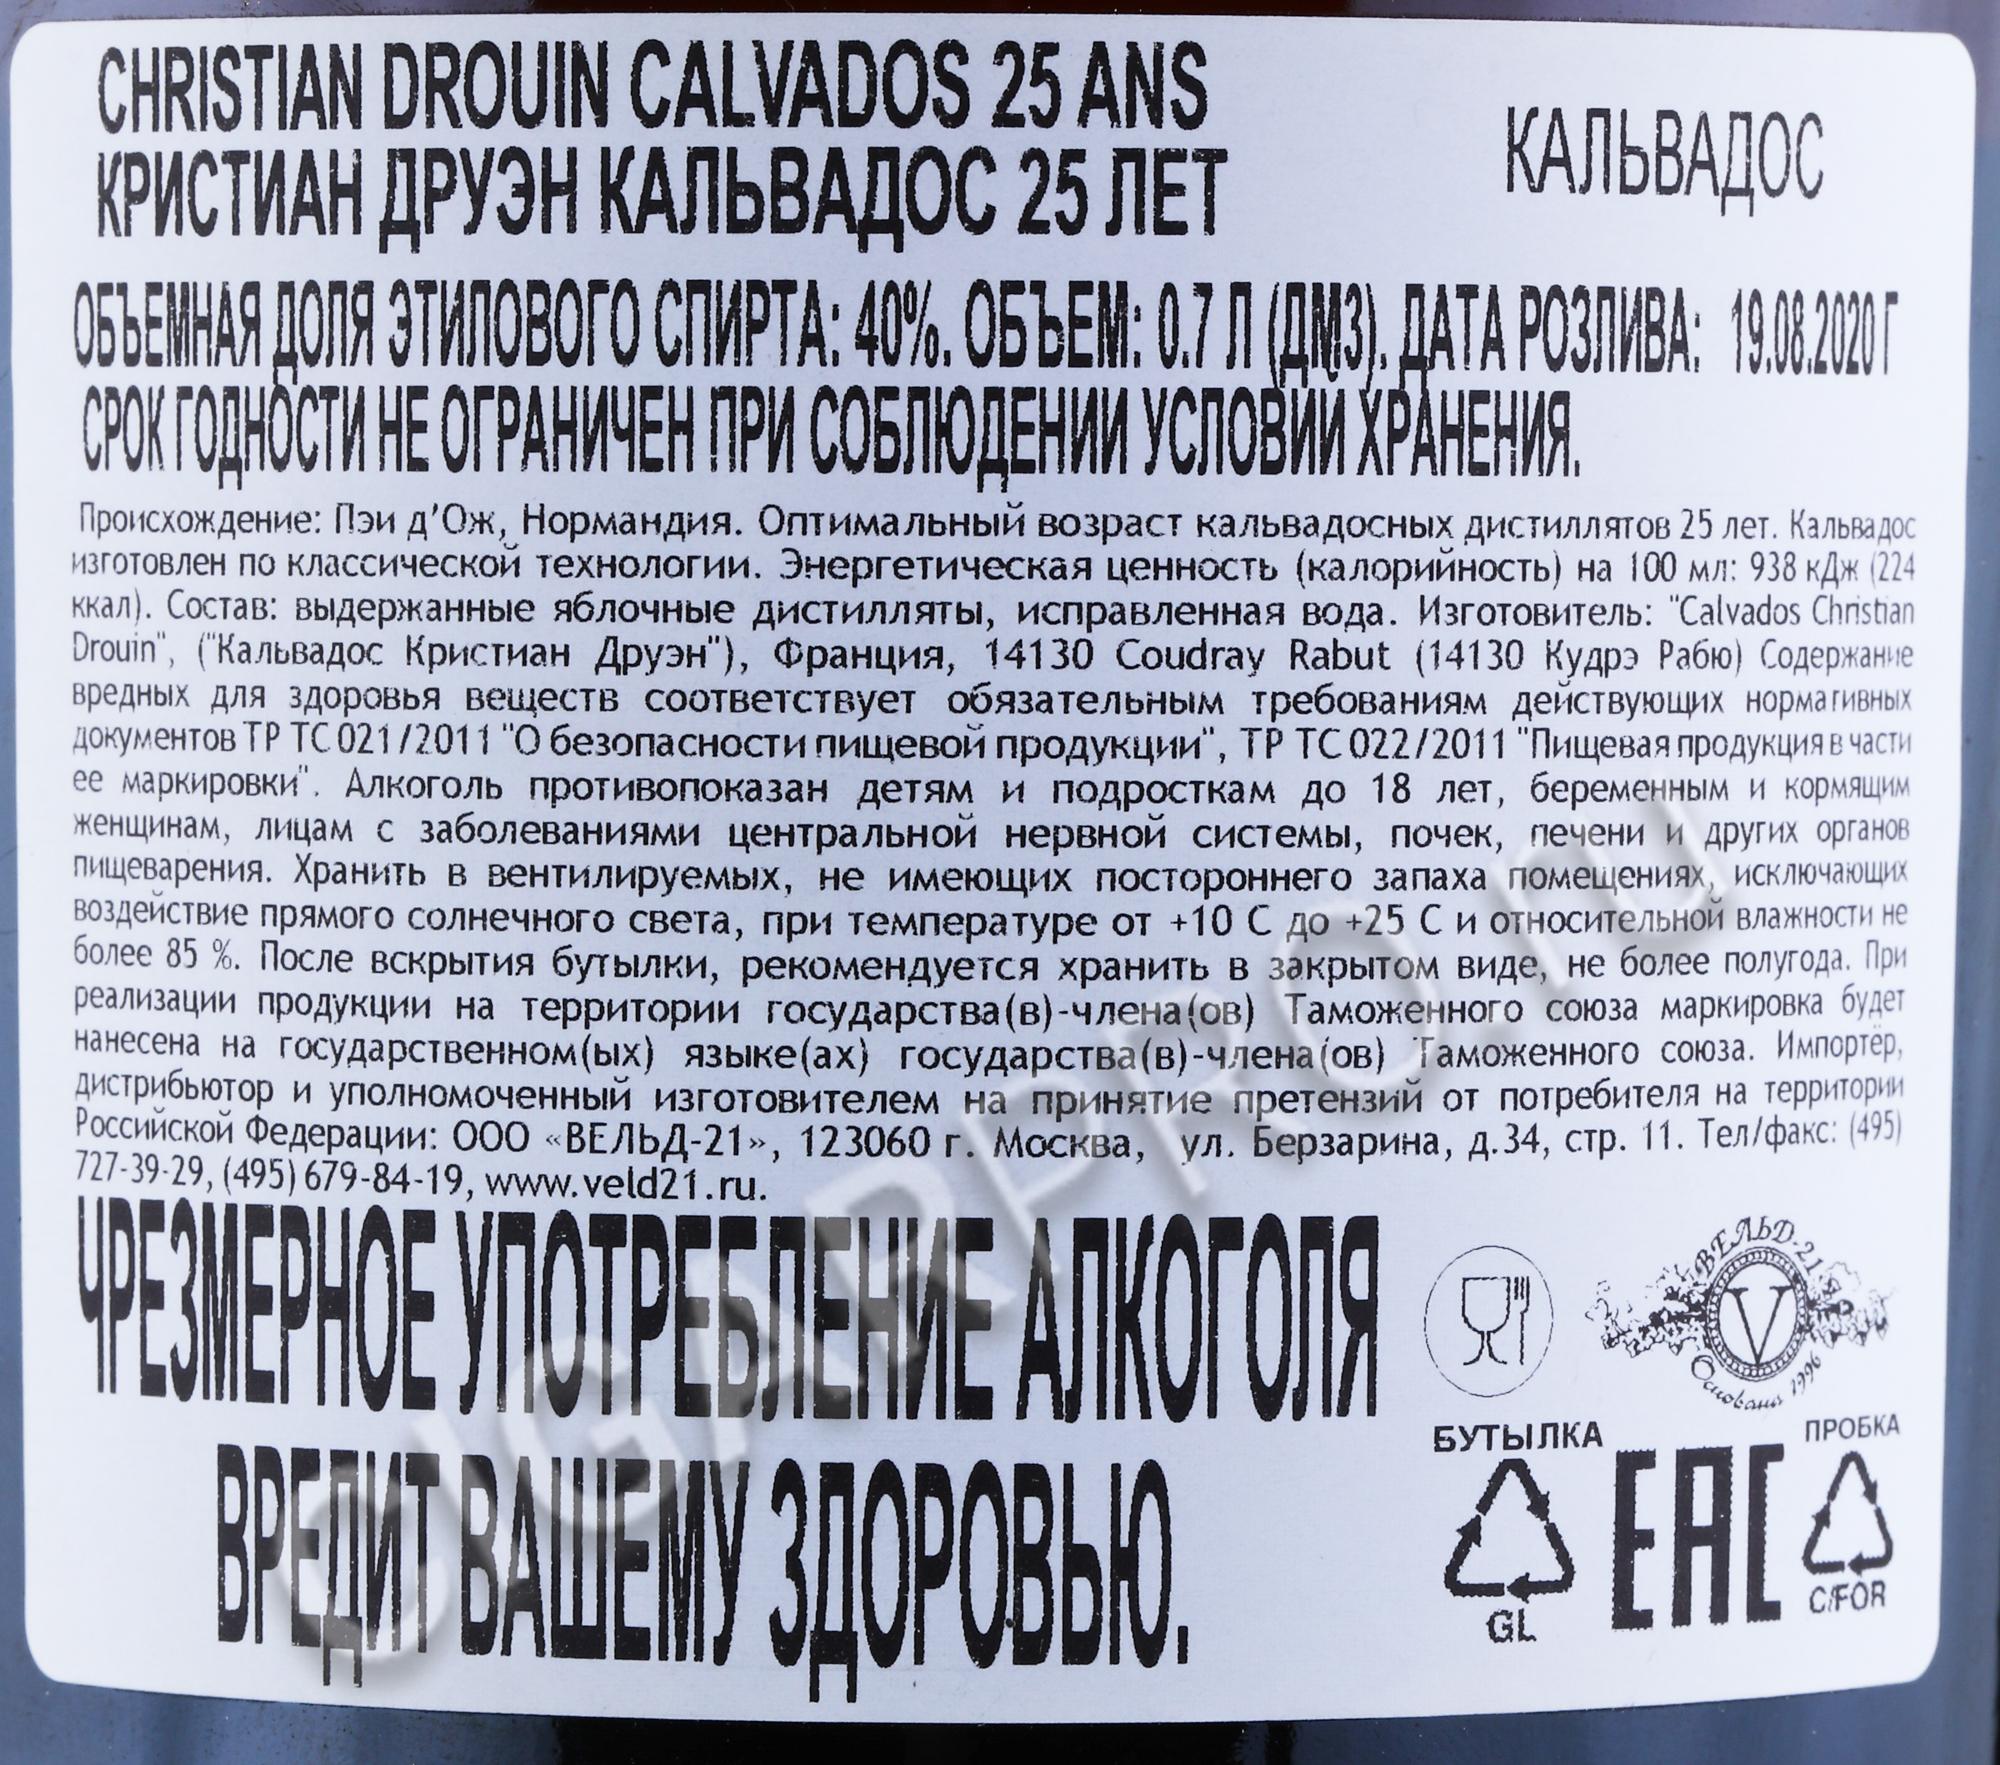 CHRISTIAN DROUIN CALVADOS 25 ANS
КРИСТИАН ДРУЭН КАЛЬВАДОС 25 ЛЕТ
КАЛЬВАДОС
ОБЪЕМНАЯ ДОЛЯ ЭТИЛОВОГО СПИРТА: 40%. ОБЪЕМ: 0.7 Л (ДМ3). ДАТА РОЗЛИВА: 19.08.2020 Г
СРОК ГОДНОСТИ НЕ ОГРАНИЧЕН ПРИ СОБЛЮДЕНИИ УСЛОВИЙ ХРАНЕНИЯ.
Происхождение: Пэи д'Ож, Нормандия. Оптимальный возраст кальвадосных дистиллятов 25 лет. Кальвадос
изготовлен по классической технологии. Энергетическая ценность (калорийность) на 100 мл: 938 кДж (224
ккал). Состав: выдержанные яблочные дистилляты, исправленная вода. Изготовитель: "Calvados Christian
Drouin", ("Кальвадос Кристиан Друэн"), Франция, 14130 Coudray Rabut (14130 Кудрэ Рабю) Содержание
вредных для здоровья веществ соответствует обязательным требованиям действующих нормативных
документов ТР ТС 021/2011 "О безопасности пищевой продукции", ТР ТС 022/2011 "Пищевая продукция в части
ее маркировки". Алкоголь противопоказан детям и подросткам до 18 лет, беременным и кормящим
женщинам, лицам с заболеваниями центральной нервной системы, почек, печени и других органов
пищеварения. Хранить в вентилируемых, не имеющих постороннего запаха помещениях, исключающих
воздействие прямого солнечного света, при температуре от +10 С до +25 С и относительной влажности не
более 85 %. После вскрытия бутылки, рекомендуется хранить в закрытом виде, не более полугода. При
реализации продукции на территории государства(в)-члена(ов) Таможенного союза маркировка будет
нанесена на государственном(ых) языке(ах) государства(в)-члена(ов) Таможенного союза. Импортёр,
дистрибьютор и уполномоченный изготовителем на принятие претензий от потребителя на территории
Российской Федерации: ООО «ВЕЛЬД-21», 123060 г. Москва, ул. Берзарина, д.34, стр. 11. Тел/факс: (495)
727-39-29, (495) 679-84-19, www.veld21.ru.
ЧРЕЗМЕРНОЕ УПОТРЕБЛЕНИЕ АЛКОГОЛЯ
ВРЕДИТ ВАШЕМУ ЗДОРОВЬЮ.
ВЕЛЬД-21
V
Основана 1996
БУТЫЛКА
GL
EAC
ПРОБКА
C/FOR
CIGARPRO.ru